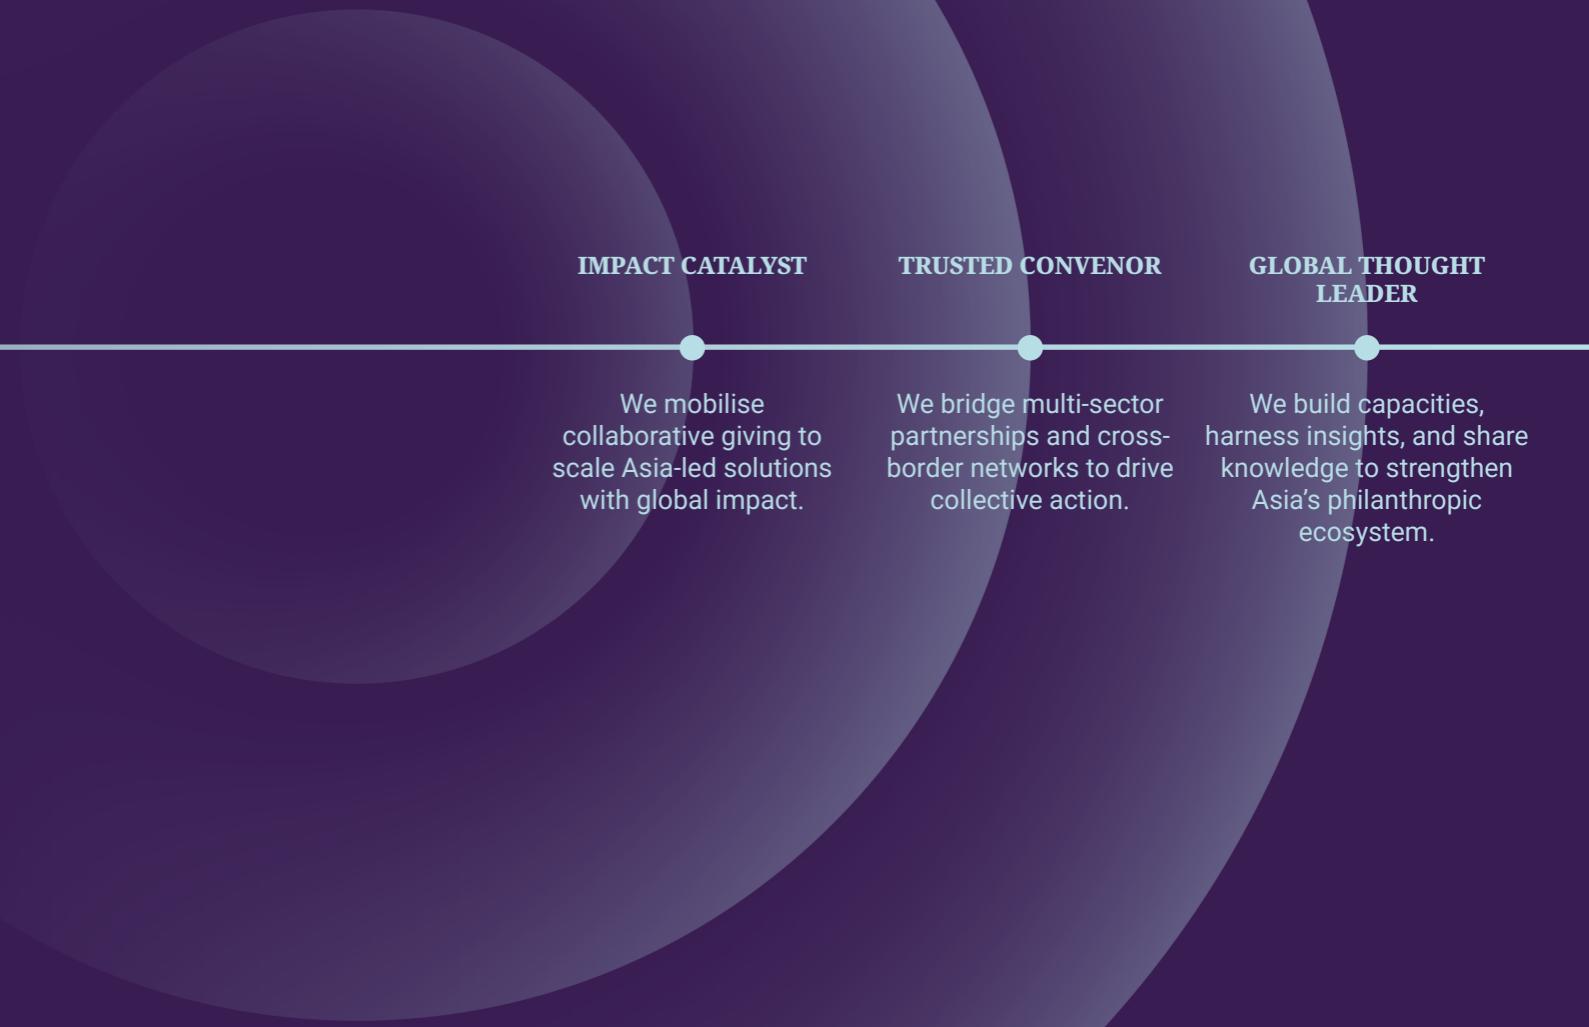 IMPACT CATALYST
We mobilise
collaborative giving to
scale Asia-led solutions
with global impact.
TRUSTED CONVENOR
We bridge multi-sector
partnerships and cross-
border networks to drive
collective action.
GLOBAL THOUGHT
LEADER
We build capacities,
harness insights, and share
knowledge to strengthen
Asia’s philanthropic
ecosystem.